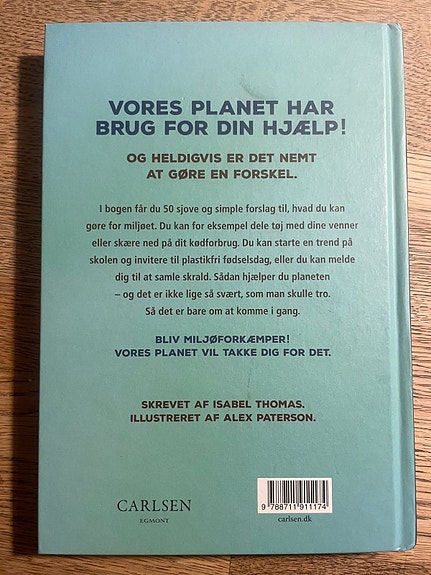 VORES PLANET HAR
BRUG FOR DIN HJÆLP!
OG HELDIGVIS ER DET NEMT
AT GØRE EN FORSKEL.
I bogen får du 50 sjove og simple forslag til, hvad du kan
gøre for miljøet. Du kan for eksempel dele tøj med dine venner
eller skære ned på dit kødforbrug. Du kan starte en trend på
skolen og invitere til plastikfri fødselsdag, eller du kan melde
dig til at samle skrald. Sådan hjælper du planeten
– og det er ikke lige så svært, som man skulle tro.
Så det er bare om at komme i gang.
BLIV MILJØFORKÆMPER!
VORES PLANET VIL TAKKE DIG FOR DET.
SKREVET AF ISABEL THOMAS.
ILLUSTRERET AF ALEX PATERSON.
CARLSEN
EGMONT
9 788711 911174
carlsen.dk